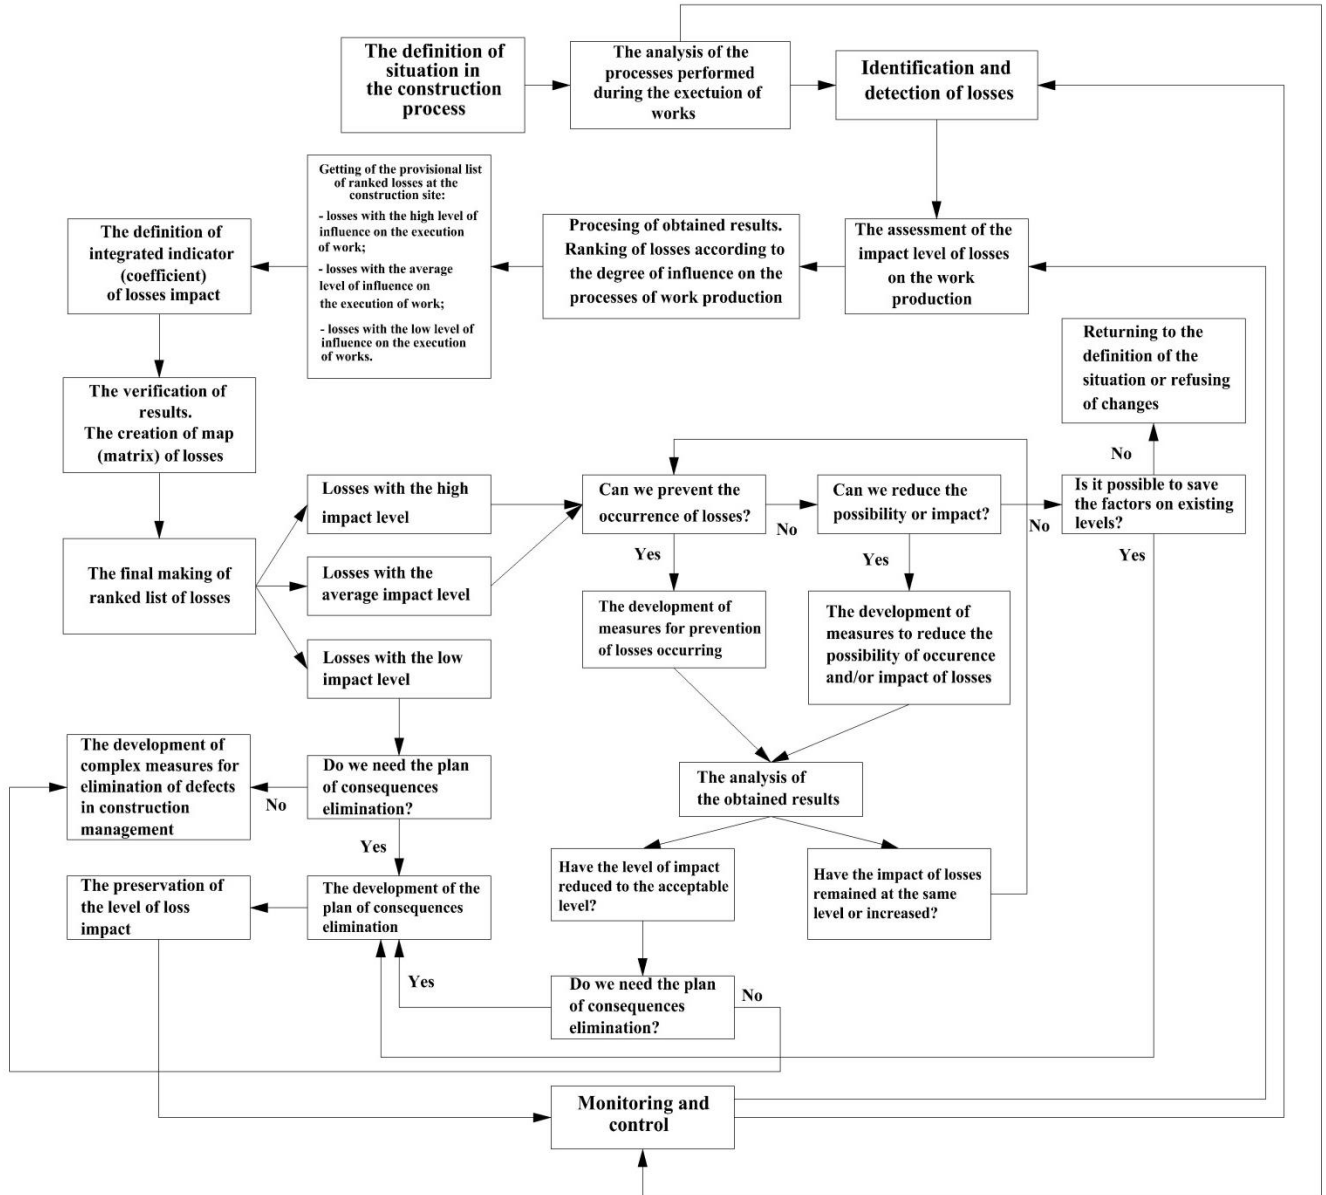 The definition of
situation in
the construction
process
The analysis of the
processes performed
during the exectuion of
works
Identification and
detection of losses
Getting of the provisional list
of ranked losses at the
construction site:
- losses with the high level of
influence on the execution
of work;
- losses with the average
level of influence on
the execution of work;
- losses with the low level of
influence on the execution
of works.
The definition of
integrated indicator
(coefficient)
of losses impact
Procesing of obtained results.
Ranking of losses according to
the degree of influence on the
processes of work production
The assessment of the
impact level of losses
on the work
production
Returning to the
definition of the
situation or refusing
of changes
The verification of
results.
The creation of map
(matrix) of losses
No
Losses with the high
impact level
Can we prevent the
occurrence of losses?
No
Can we reduce the
possibility or impact?
No
Is it possible to save
the factors on existing
levels?
Yes
Yes
Yes
The final making of
ranked list of losses
Losses with the
average impact level
The development of
measures for prevention
of losses occurring
The development of
measures to reduce the
possibility of occurence
and/or impact of losses
Losses with the low
impact level
The development of
complex measures for
elimination of defects
in construction
management
No
Do we need the plan
of consequences
elimination?
The analysis of
the obtained results
Yes
Have the level of impact
reduced to the acceptable
level?
Have the impact of losses
remained at the same
level or increased?
The preservation of
the level of loss
impact
The development of the
plan of consequences
elimination
Yes
Do we need the plan
of consequences
elimination?
No
Monitoring and
control